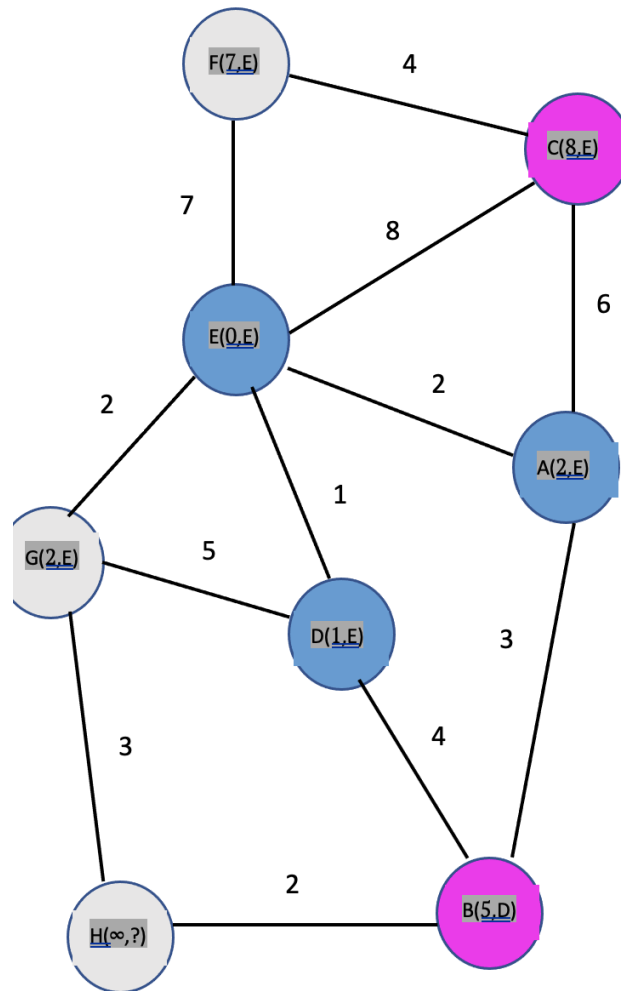 F(7,E)
4
C(8,E)
7
8
6
E(0,E)
2
2
A(2,E)
1
G(2,E)
5
D(1,E)
3
4
3
2
B(5,D)
H(∞,?)